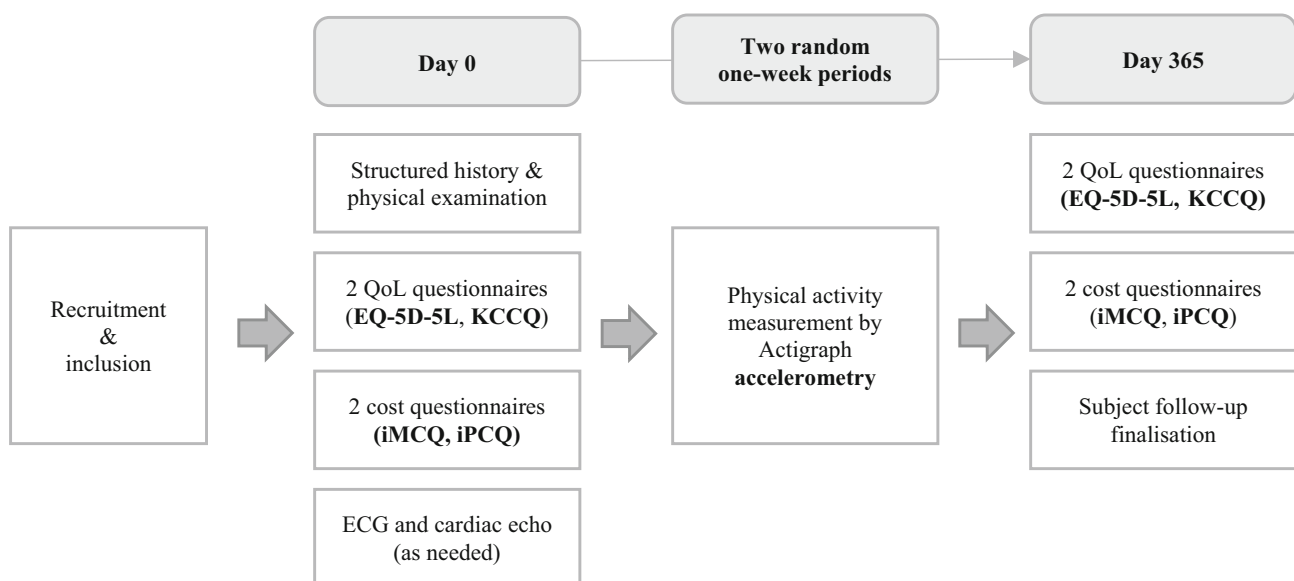 Day 0
Two random
one-week periods
Day 365
Recruitment
&
inclusion
Structured history &
physical examination
2 QoL questionnaires
(EQ-5D-5L, KCCQ)
2 cost questionnaires
(iMCQ, iPCQ)
ECG and cardiac echo
(as needed)
Physical activity
measurement by
Actigraph
accelerometry
2 QoL questionnaires
(EQ-5D-5L, KCCQ)
2 cost questionnaires
(iMCQ, iPCQ)
Subject follow-up
finalisation